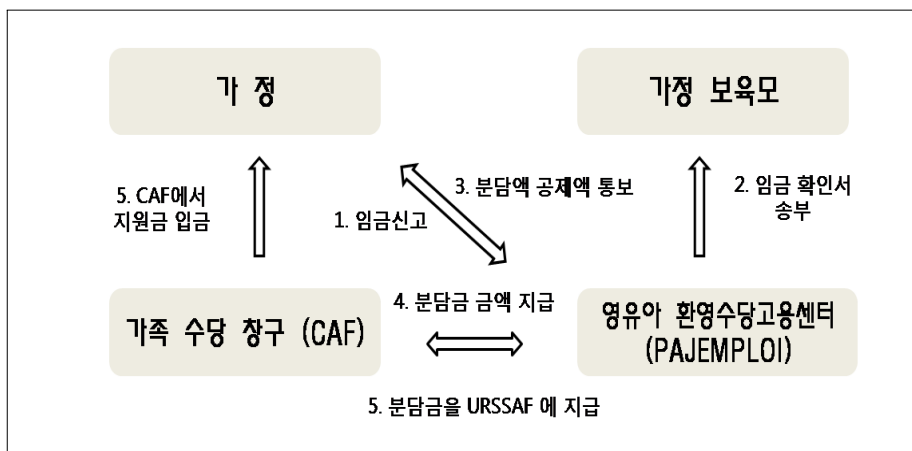 가 정
가정 보육모
5. CAF에서
지원금 입금
1. 임금신고
3. 분담액 공제액 통보
2. 임금 확인서
송부
4. 분담금 금액 지급
가족 수당 창구 (CAF)
영유아 환영수당고용센터
(PAJEMPLOI)
5. 분담금을 URSSAF 에 지급